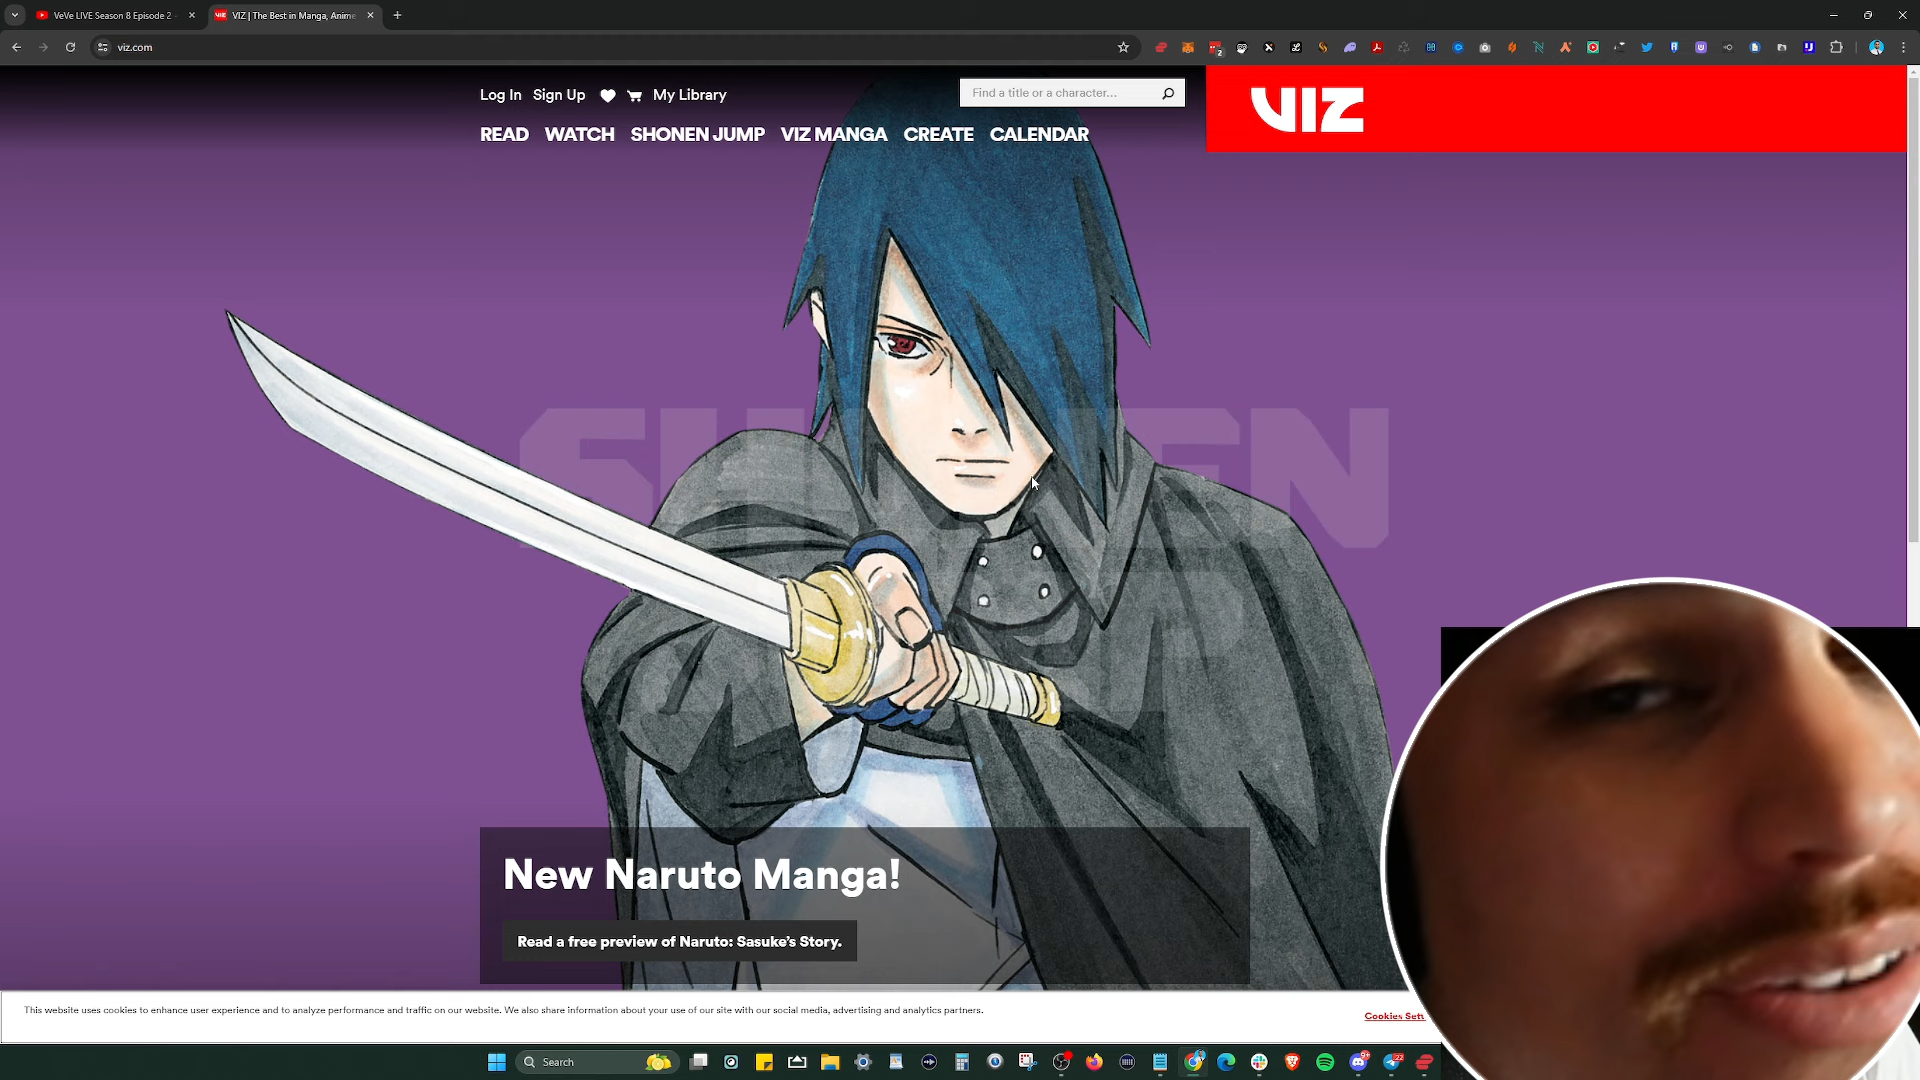 VeVe LIVE Season 8 Episode 2 -
VIZ | The Best in Manga, Anime
viz.com
Log In Sign Up My Library
Find a title or a character...
VIZ
READ WATCH SHONEN JUMP VIZ MANGA CREATE CALENDAR
SHONEN
JUMP
New Naruto Manga!
Read a free preview of Naruto: Sasuke's Story.
This website uses cookies to enhance user experience and to analyze performance and traffic on our website. We also share information about your use of our site with our social media, advertising and analytics partners.
Cookies Sett
Search